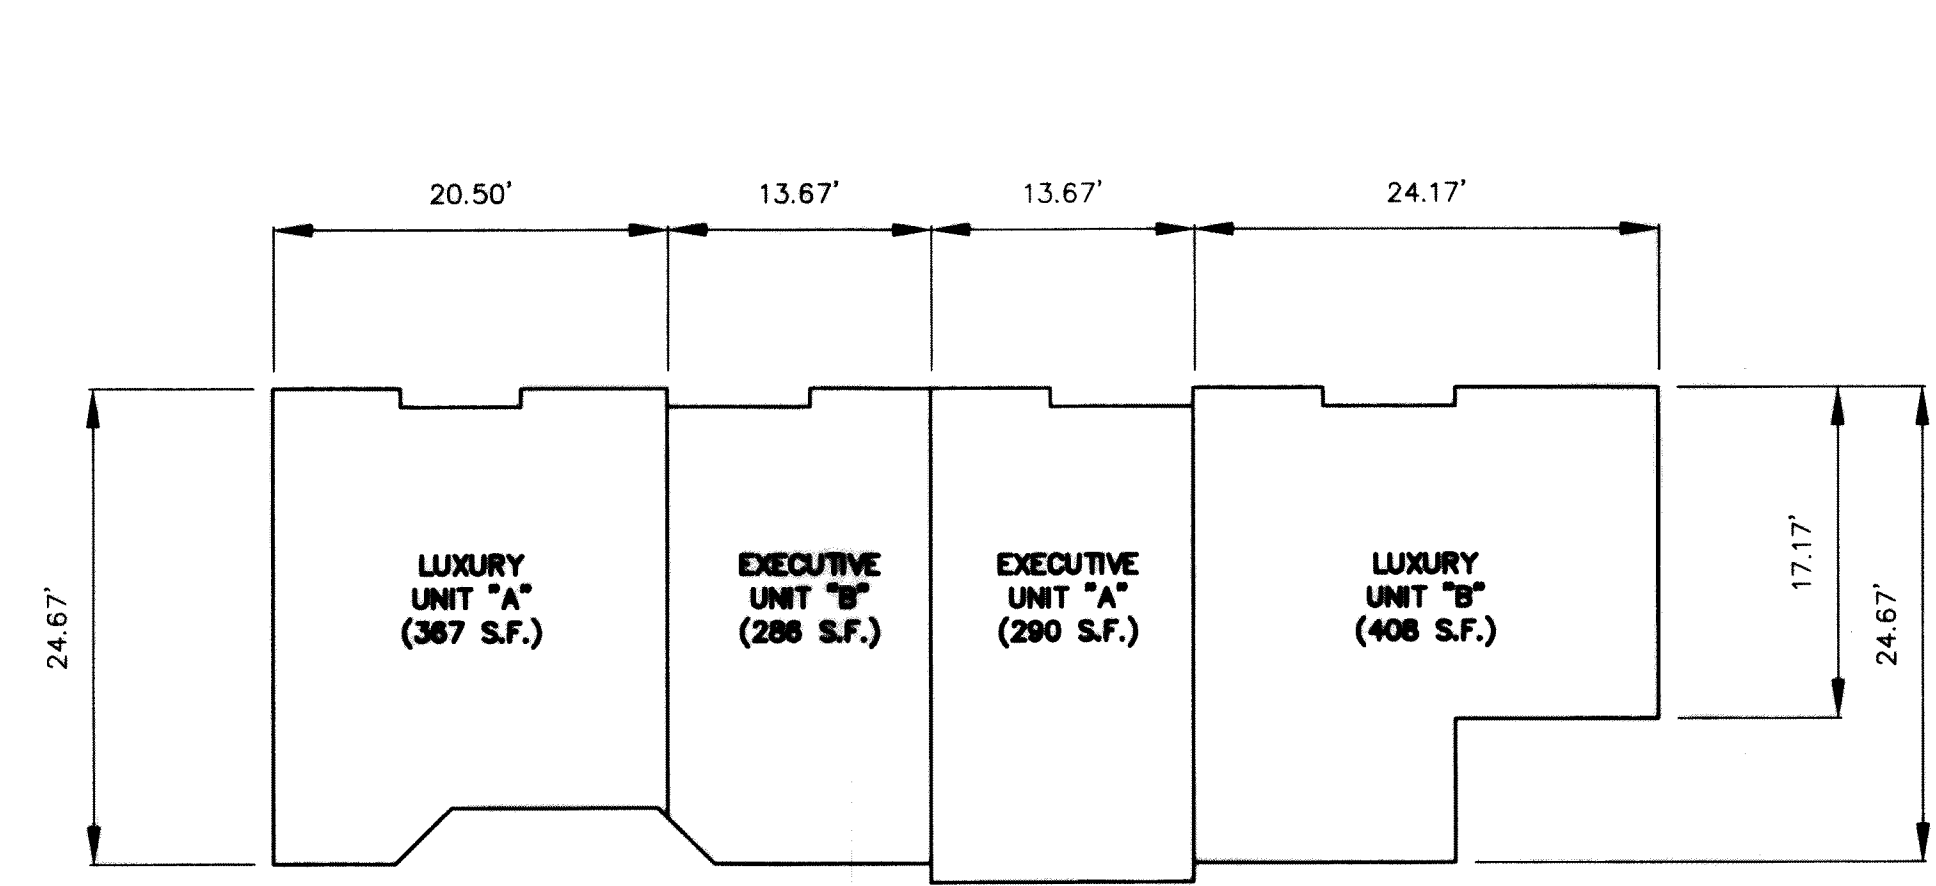 20.50'
13.67'
13.67'
24.17'
24.67'
LUXURY
UNIT "A"
(367 S.F.)
EXECUTIVE
UNIT "B"
(286 S.F.)
EXECUTIVE
UNIT "A"
(290 S.F.)
LUXURY
UNIT "B"
(408 S.F.)
17.17'
24.67'